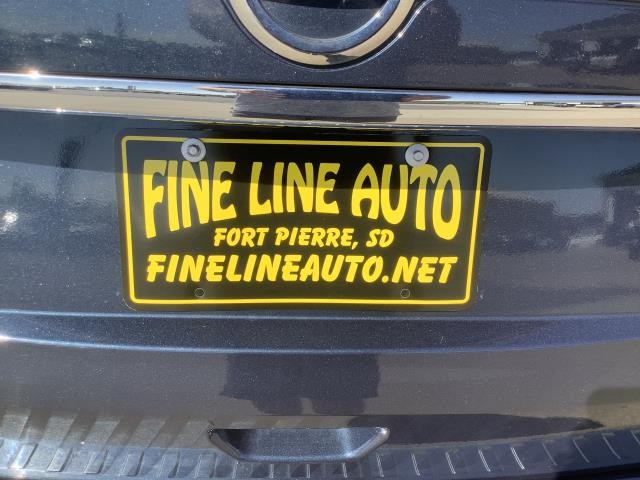 FINE LINE AUTO
FORT PIERRE, SD
FINELINEAUTO.NET